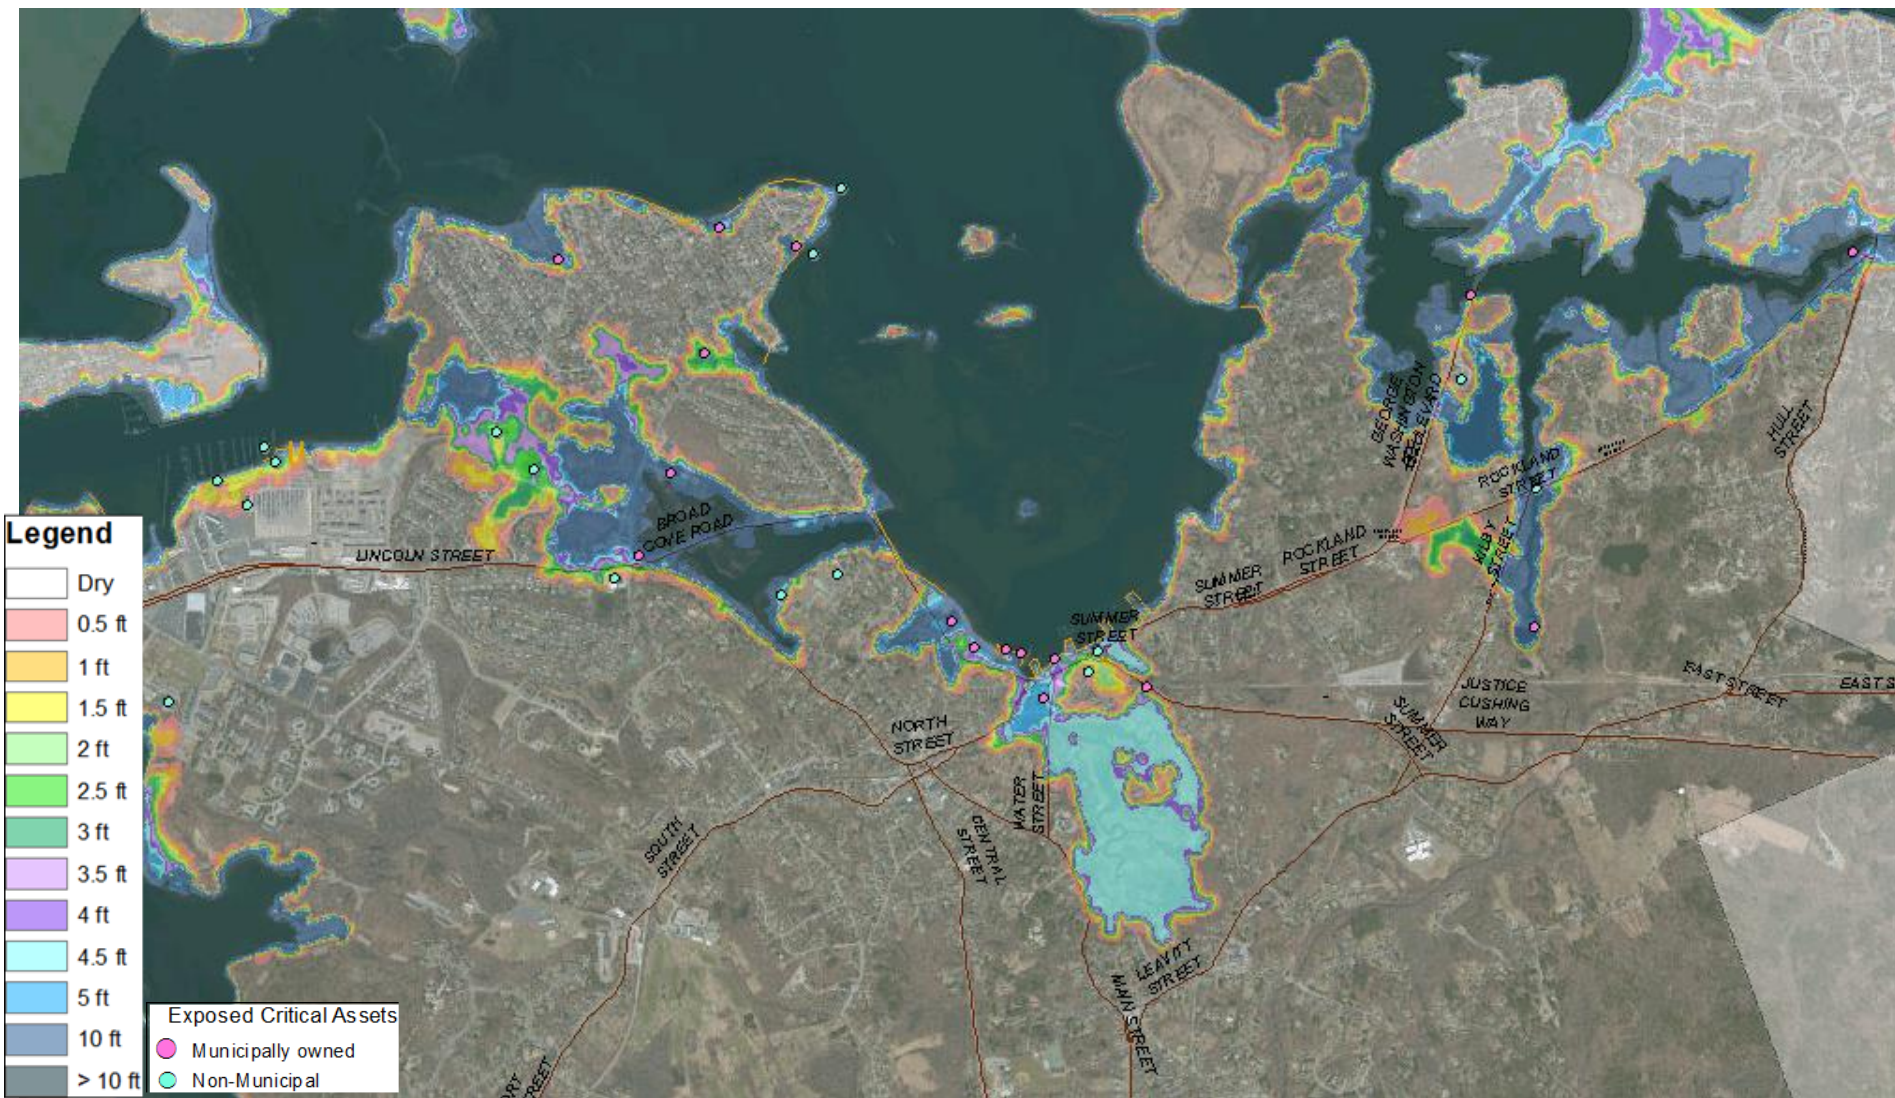 Legend
Dry
0.5 ft
1 ft
1.5 ft
2 ft
2.5 ft
3 ft
3.5 ft
4 ft
4.5 ft
5 ft
10 ft
> 10 ft
Exposed Critical Assets
Municipally owned
Non-Municipal
LINCOLN STREET
BROAD
COVE ROAD
NORTH
STREET
SOUTH
STREET
CENTRAL
STREET
WATER
STREET
MAIN STREET
LEAVITT
STREET
SUMMER
STREET
SUMMER
STREET
ROCKLAND
STREET
GEORGE
WASHINGTON
BOULEVARD
ROCKLAND
STREET
STREET
HULL
STREET
JUSTICE
CUSHING
WAY
SUMMER
STREET
EAST STREET
EAST S
ORT
TREET